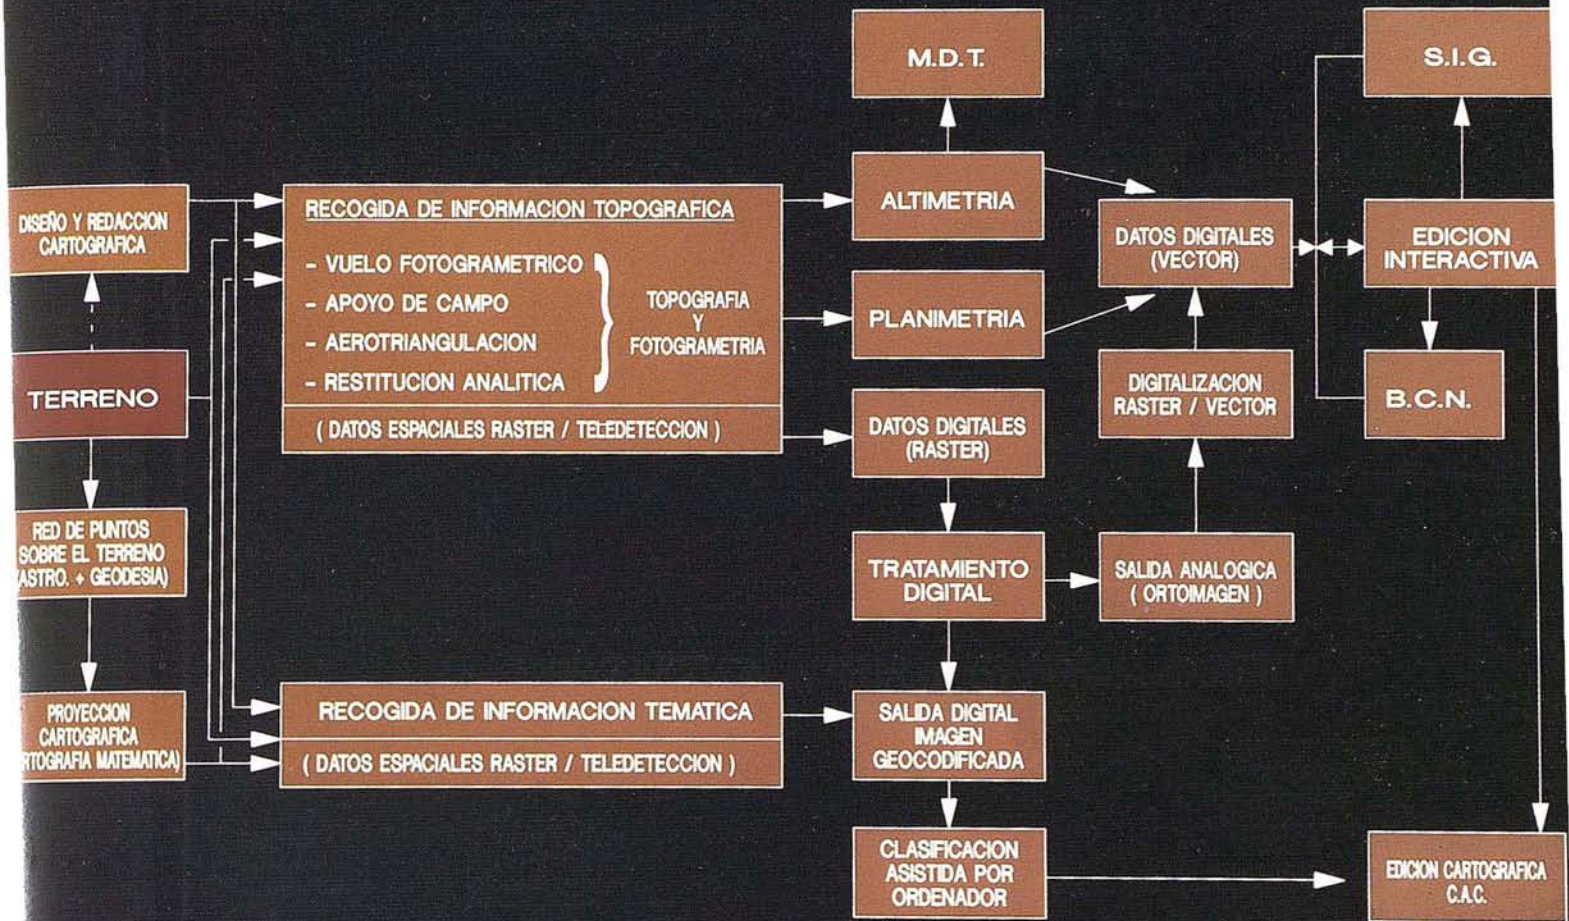 M.D.T.
S.I.G.
DISEÑO Y REDACCION
CARTOGRAFICA
RECOGIDA DE INFORMACION TOPOGRAFICA
- VUELO FOTOGRAMETRICO
- APOYO DE CAMPO
- AEROTRIANGULACION
- RESTITUCION ANALITICA
TOPOGRAFIA
Y
FOTOGRAMETRIA
( DATOS ESPACIALES RASTER / TELEDETECCION )
ALTIMETRIA
PLANIMETRIA
DATOS DIGITALES
(VECTOR)
EDICION
INTERACTIVA
TERRENO
DIGITALIZACION
RASTER / VECTOR
B.C.N.
DATOS DIGITALES
(RASTER)
RED DE PUNTOS
SOBRE EL TERRENO
(ASTRO. + GEODESIA)
TRATAMIENTO
DIGITAL
SALIDA ANALOGICA
( ORTOIMAGEN )
PROYECCION
CARTOGRAFICA
RTOGRAFIA MATEMATICA)
RECOGIDA DE INFORMACION TEMATICA
( DATOS ESPACIALES RASTER / TELEDETECCION )
SALIDA DIGITAL
IMAGEN
GEOCODIFICADA
CLASIFICACION
ASISTIDA POR
ORDENADOR
EDICION CARTOGRAFICA
C.A.C.